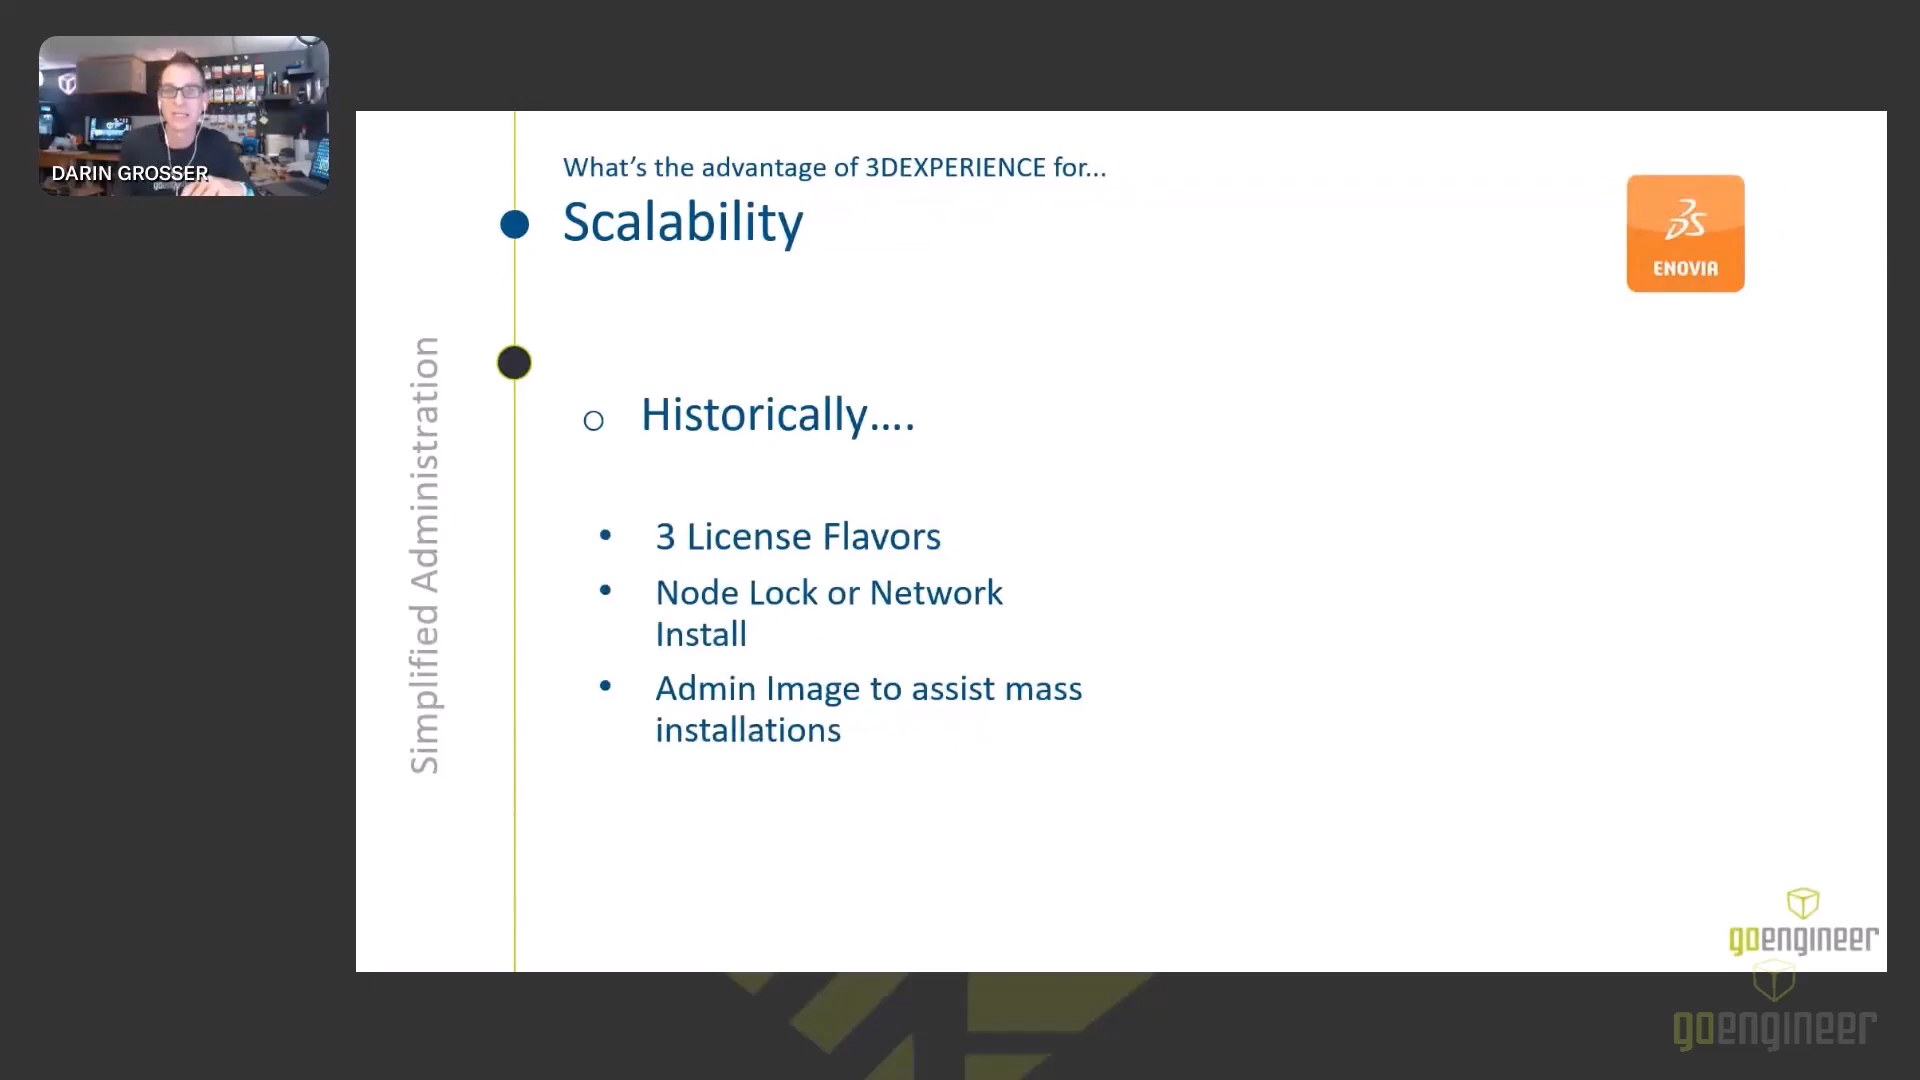 DARIN GROSSER
What's the advantage of 3DEXPERIENCE for...
Scalability
ENOVIA
Simplified Administration
Historically....
3 License Flavors
Node Lock or Network
Install
Admin Image to assist mass
installations
goengineer
goengineer